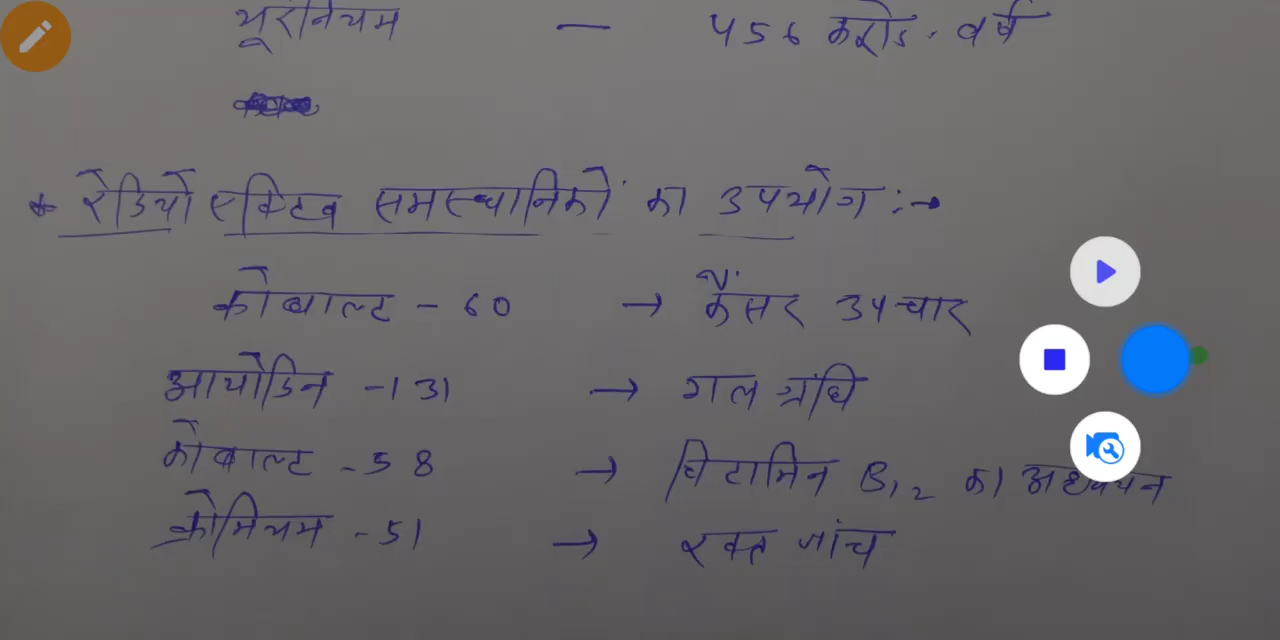 यूरेनियम — 456 करोड़ वर्ष
* रेडियो एक्टिव समस्थानिकों का उपयोग :→
कोबाल्ट - 60 → कैंसर उपचार
आयोडिन - 131 → गल ग्रंथि
कोबाल्ट - 58 → विटामिन B12 का अध्ययन
क्रोमियम - 51 → रक्त जांच